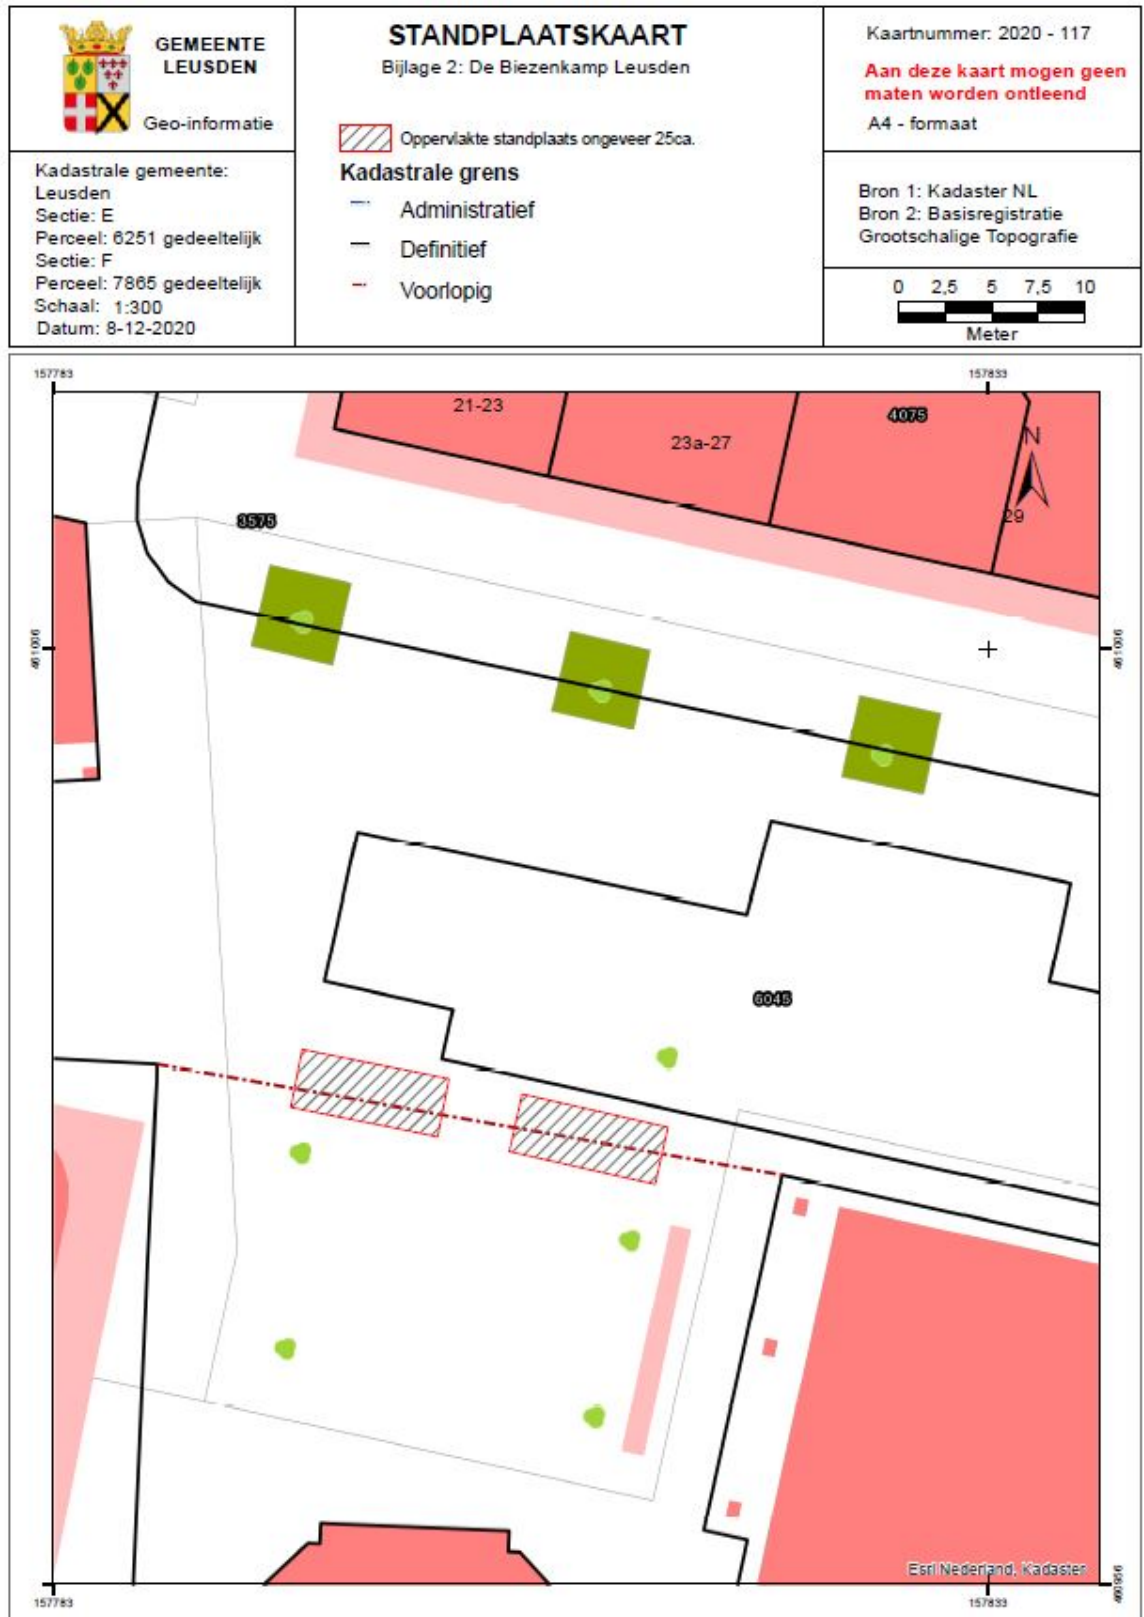 GEMEENTE
LEUSDEN
Geo-informatie
STANDPLAATSKAART
Bijlage 2: De Biezenkamp Leusden
Oppervlakte standplaats ongeveer 25ca.
Kadastrale grens
Administratief
Definitief
Voorlopig
Kaartnummer: 2020 - 117
Aan deze kaart mogen geen
maten worden ontleend
A4 - formaat
Kadastrale gemeente:
Leusden
Sectie: E
Perceel: 6251 gedeeltelijk
Sectie: F
Perceel: 7865 gedeeltelijk
Schaal: 1:300
Datum: 8-12-2020
Bron 1: Kadaster NL
Bron 2: Basisregistratie
Grootschalige Topografie
0 2,5 5 7,5 10
Meter
157783
157833
21-23
23a-27
4075
N
29
3575
461006
461006
6045
Esri Nederland, Kadaster
460956
157783
157833